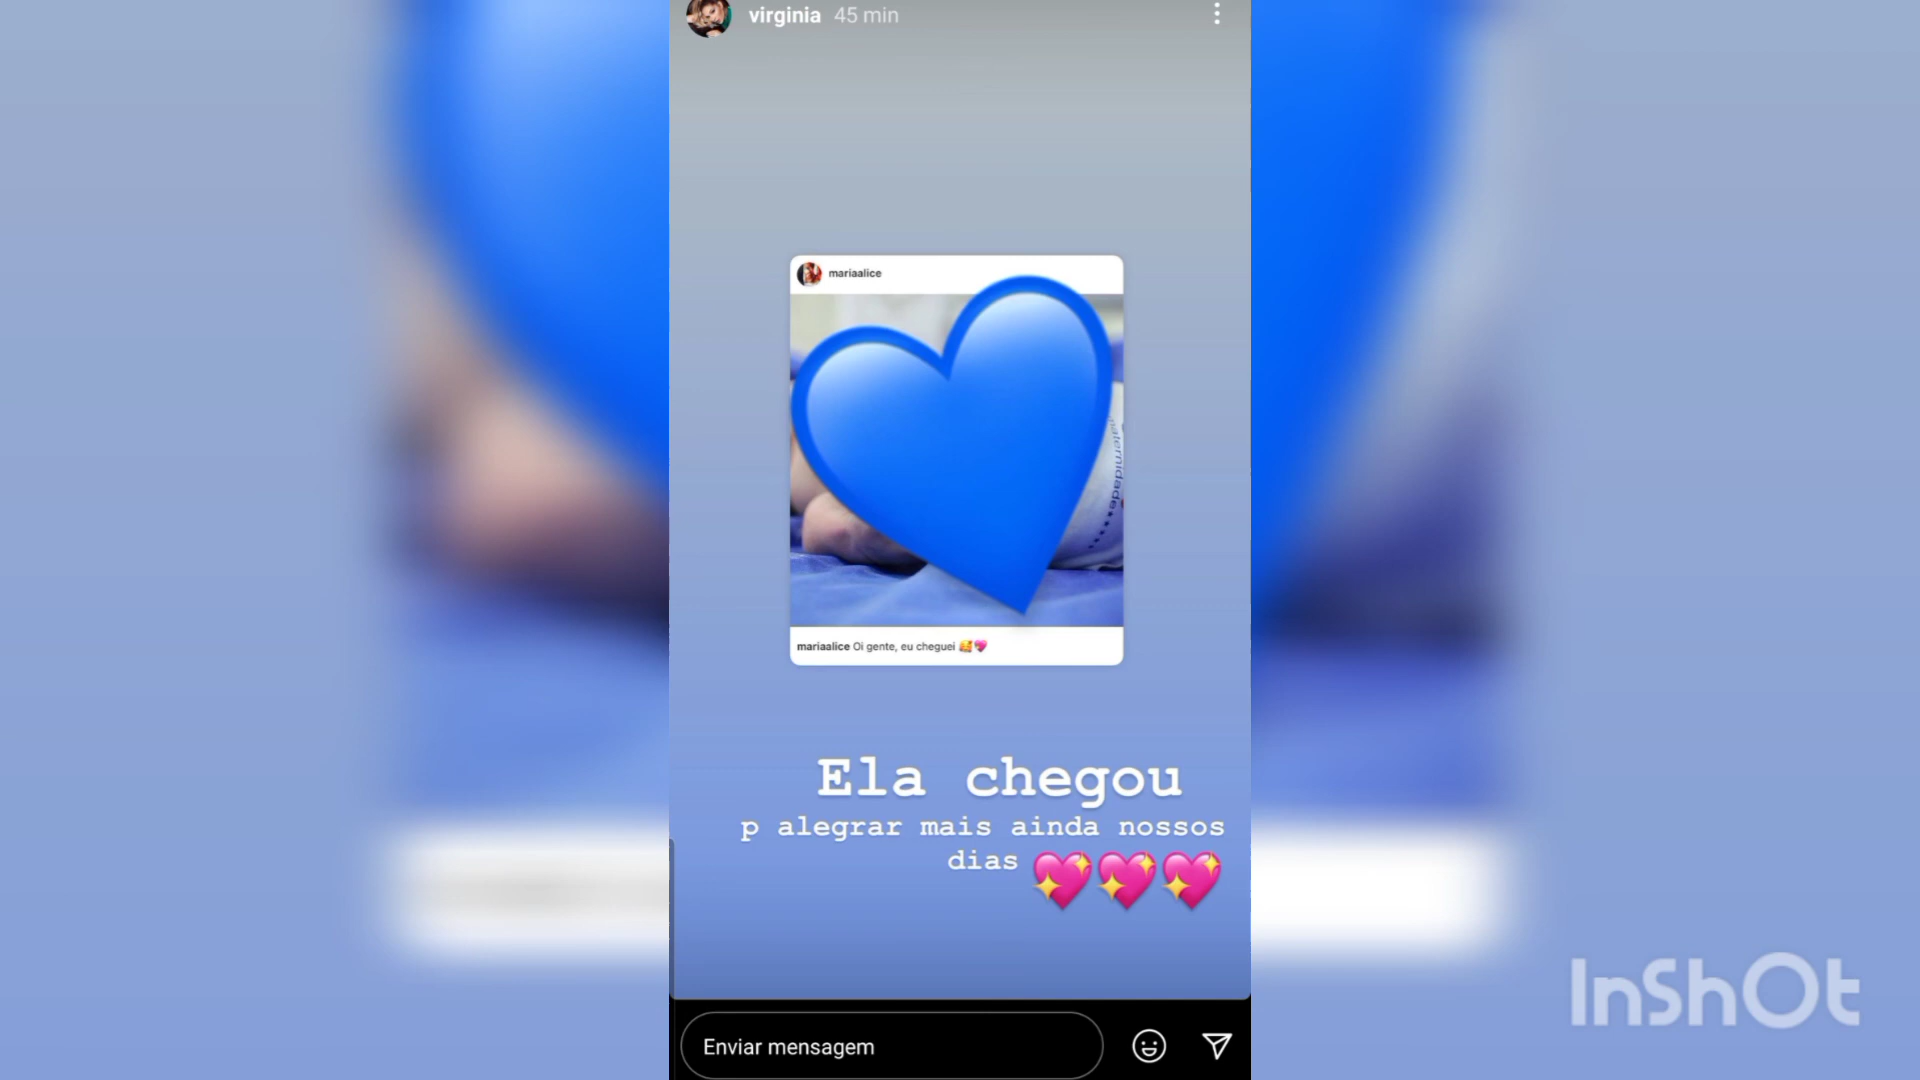 virginia 45 min
mariaalice
maternidade
mariaalice Oi gente, eu cheguei 🥰💖
Ela chegou
p alegrar mais ainda nossos
dias 💖💖💖
Enviar mensagem
InShOt